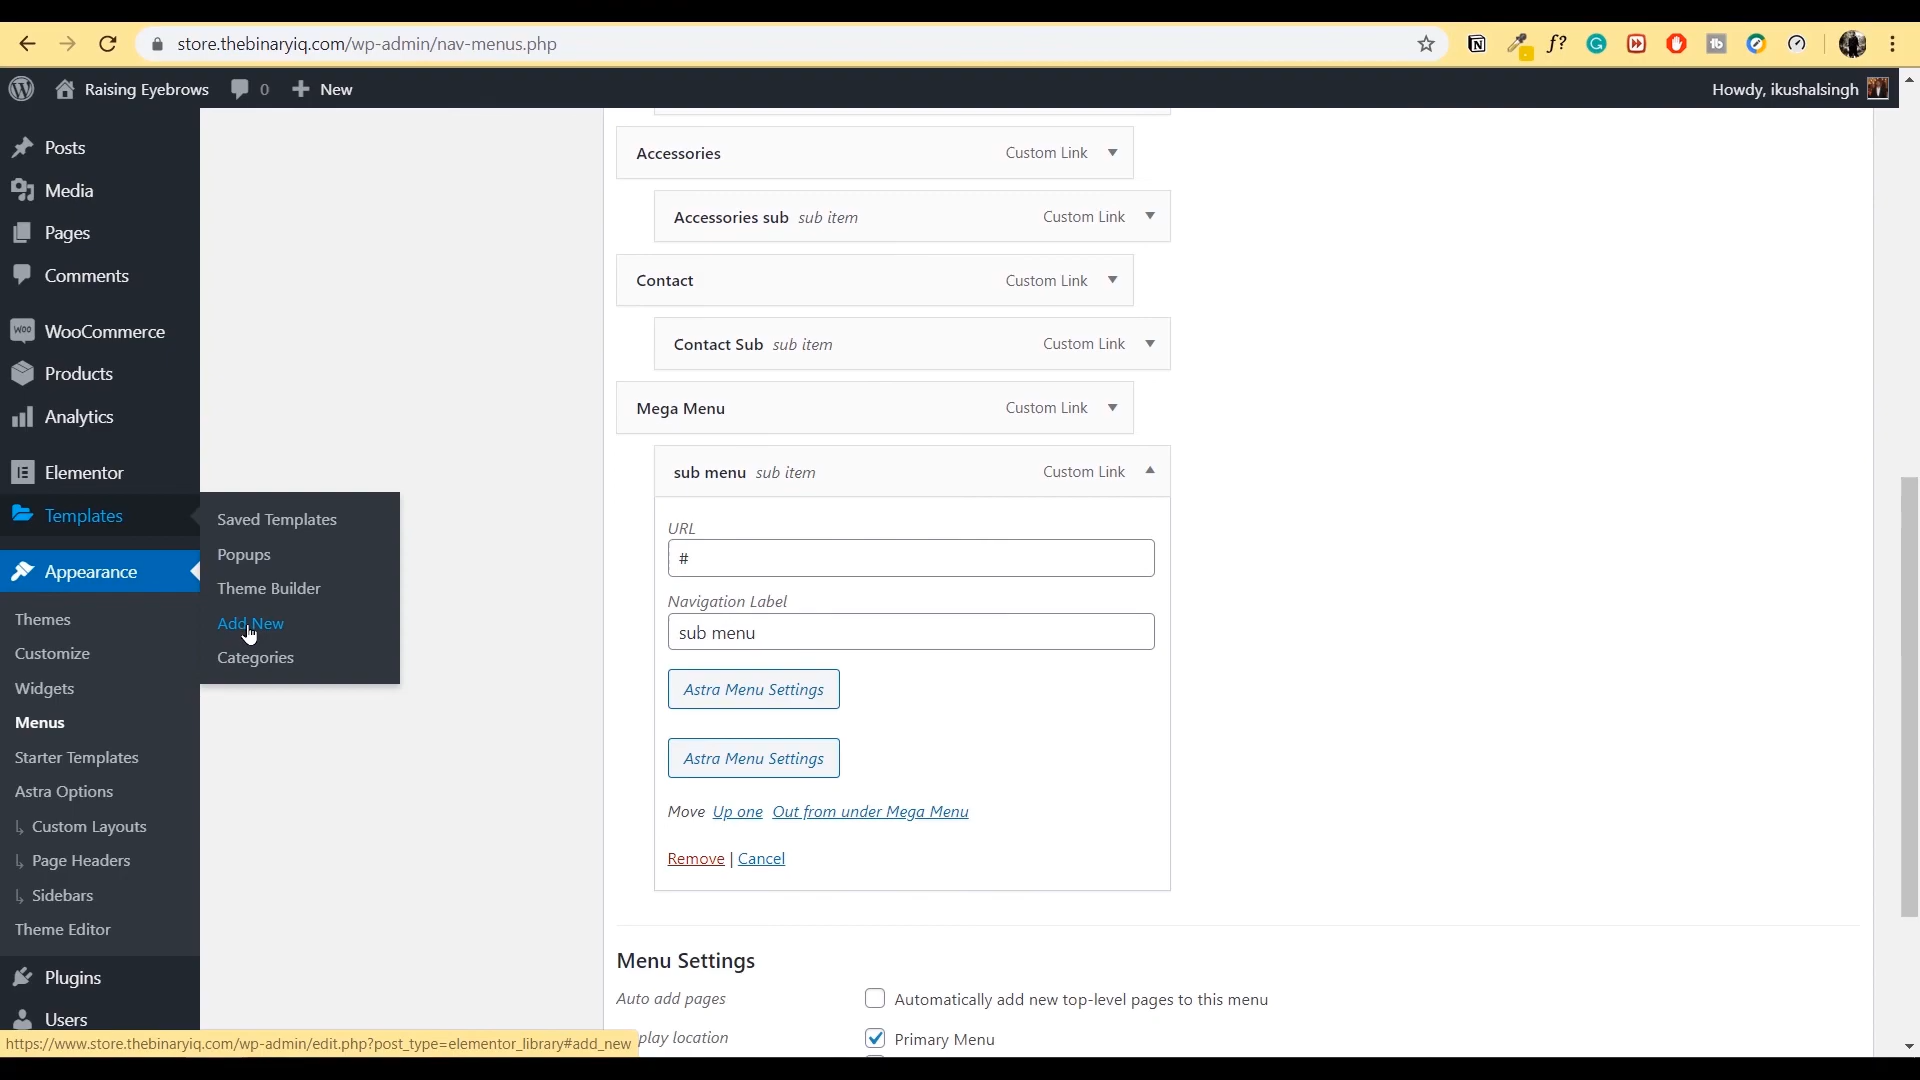 store.thebinaryiq.com/wp-admin/nav-menus.php
Raising Eyebrows
0
New
Howdy, ikushalsingh
Posts
Media
Pages
Comments
WooCommerce
Products
Analytics
Elementor
Templates
Appearance
Themes
Customize
Widgets
Menus
Starter Templates
Astra Options
Custom Layouts
Page Headers
Sidebars
Theme Editor
Plugins
Users
Saved Templates
Popups
Theme Builder
Add New
Categories
Accessories Custom Link
Accessories sub sub item Custom Link
Contact Custom Link
Contact Sub sub item Custom Link
Mega Menu Custom Link
sub menu sub item Custom Link
URL
#
Navigation Label
sub menu
Astra Menu Settings
Astra Menu Settings
Move Up one Out from under Mega Menu
Remove | Cancel
Menu Settings
Auto add pages Automatically add new top-level pages to this menu
play location Primary Menu
https://www.store.thebinaryiq.com/wp-admin/edit.php?post_type=elementor_library#add_new